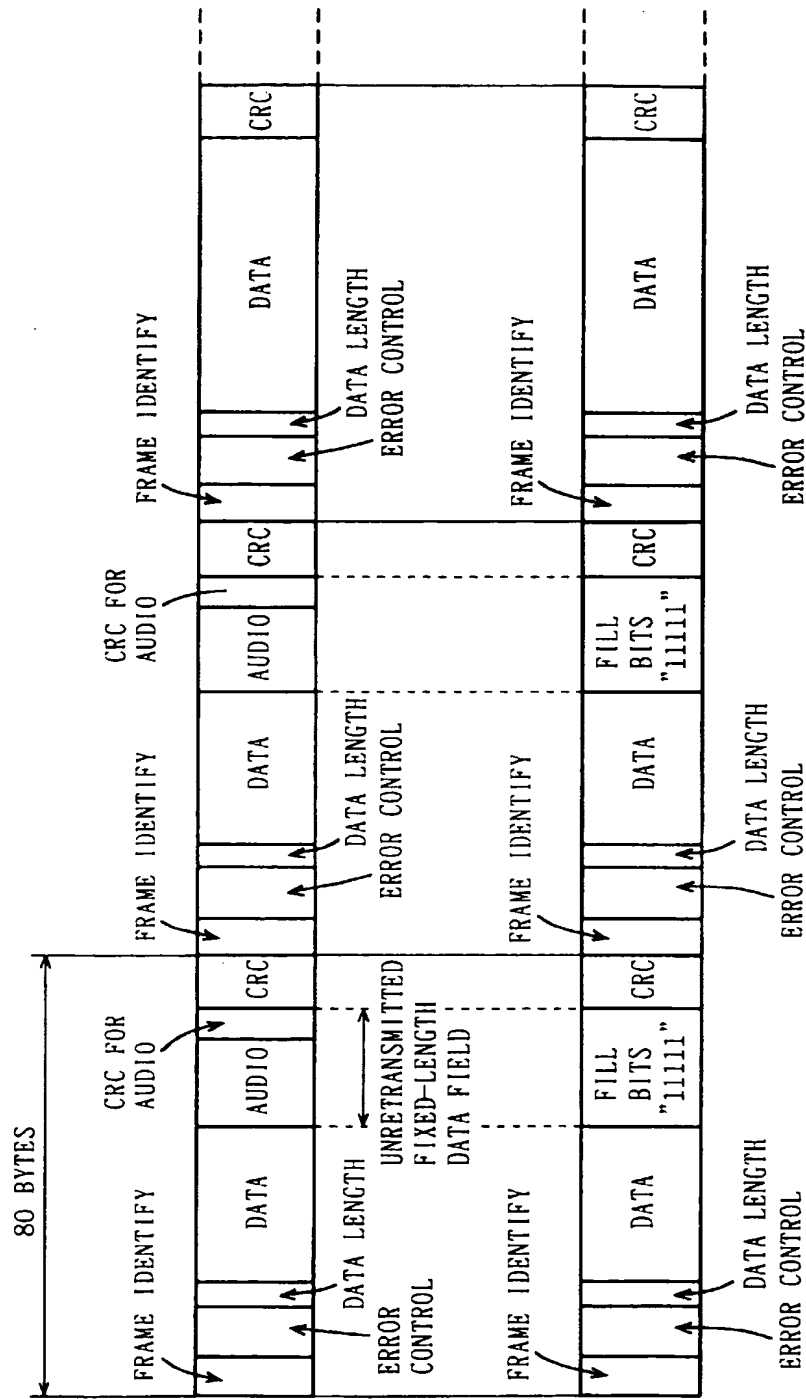 80 BYTES
FRAME IDENTIFY
CRC FOR
AUDIO
FRAME IDENTIFY
CRC FOR
AUDIO
FRAME IDENTIFY
DATA
AUDIO
CRC
DATA
AUDIO
CRC
DATA
CRC
ERROR
CONTROL
DATA LENGTH
UNRETRANSMITTED
FIXED-LENGTH
DATA FIELD
ERROR CONTROL
DATA LENGTH
ERROR CONTROL
DATA LENGTH
FRAME IDENTIFY
FRAME IDENTIFY
FRAME IDENTIFY
DATA
FILL
BITS
"11111"
CRC
DATA
FILL
BITS
"11111"
CRC
DATA
CRC
ERROR CONTROL
DATA LENGTH
ERROR CONTROL
DATA LENGTH
ERROR CONTROL
DATA LENGTH